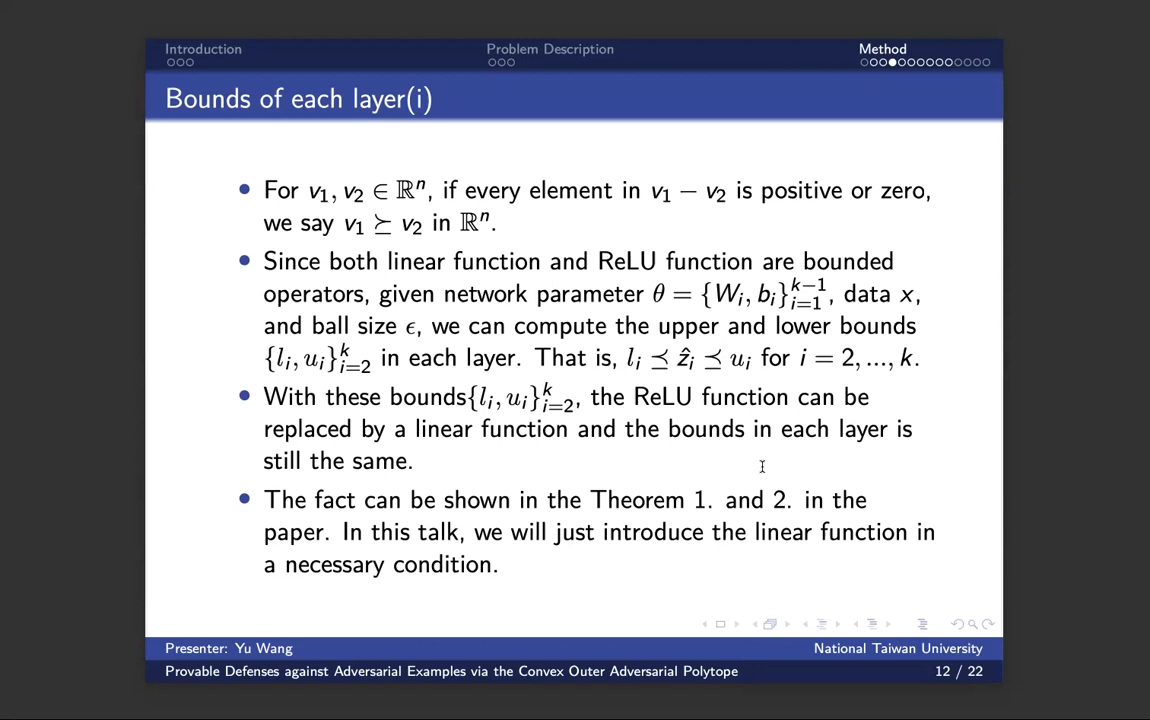 Introduction
Problem Description
Method
Bounds of each layer(i)
For v₁, v₂ ∈ ℝⁿ, if every element in v₁ − v₂ is positive or zero,
we say v₁ ⪰ v₂ in ℝⁿ.
Since both linear function and ReLU function are bounded
operators, given network parameter θ = {Wᵢ, bᵢ}_{i=1}^{k−1}, data x,
and ball size ϵ, we can compute the upper and lower bounds
{lᵢ, uᵢ}_{i=2}^{k} in each layer. That is, lᵢ ⪯ ẑᵢ ⪯ uᵢ for i = 2, ..., k.
With these bounds{lᵢ, uᵢ}_{i=2}^{k}, the ReLU function can be
replaced by a linear function and the bounds in each layer is
still the same.
The fact can be shown in the Theorem 1. and 2. in the
paper. In this talk, we will just introduce the linear function in
a necessary condition.
Presenter: Yu Wang
National Taiwan University
Provable Defenses against Adversarial Examples via the Convex Outer Adversarial Polytope
12 / 22